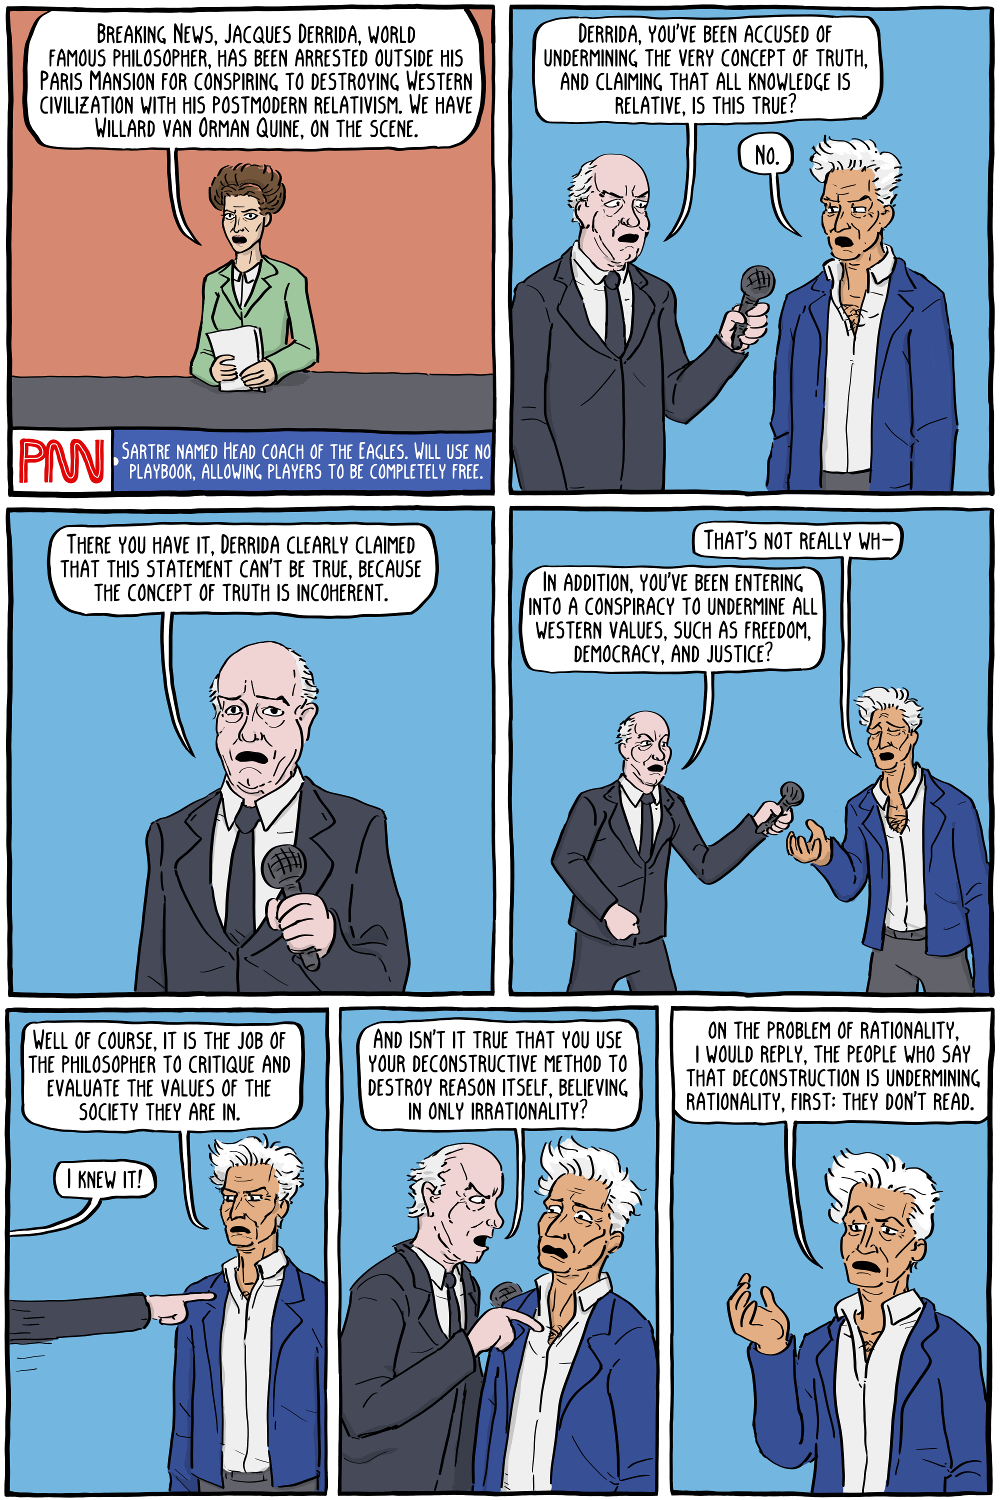 Breaking News, Jacques Derrida, world
famous philosopher, has been arrested outside his
Paris Mansion for conspiring to destroying Western
civilization with his postmodern relativism. We have
Willard van Orman Quine, on the scene.
PNN
Sartre named Head coach of the Eagles. Will use no
playbook, allowing players to be completely free.
Derrida, you've been accused of
undermining the very concept of truth,
and claiming that all knowledge is
relative, is this true?
No.
There you have it, Derrida clearly claimed
that this statement can't be true, because
the concept of truth is incoherent.
That's not really wh—
In addition, you've been entering
into a conspiracy to undermine all
western values, such as freedom,
democracy, and justice?
Well of course, it is the job of
the philosopher to critique and
evaluate the values of the
society they are in.
I knew it!
And isn't it true that you use
your deconstructive method to
destroy reason itself, believing
in only irrationality?
on the problem of rationality,
I would reply, the people who say
that deconstruction is undermining
rationality, first: they don't read.